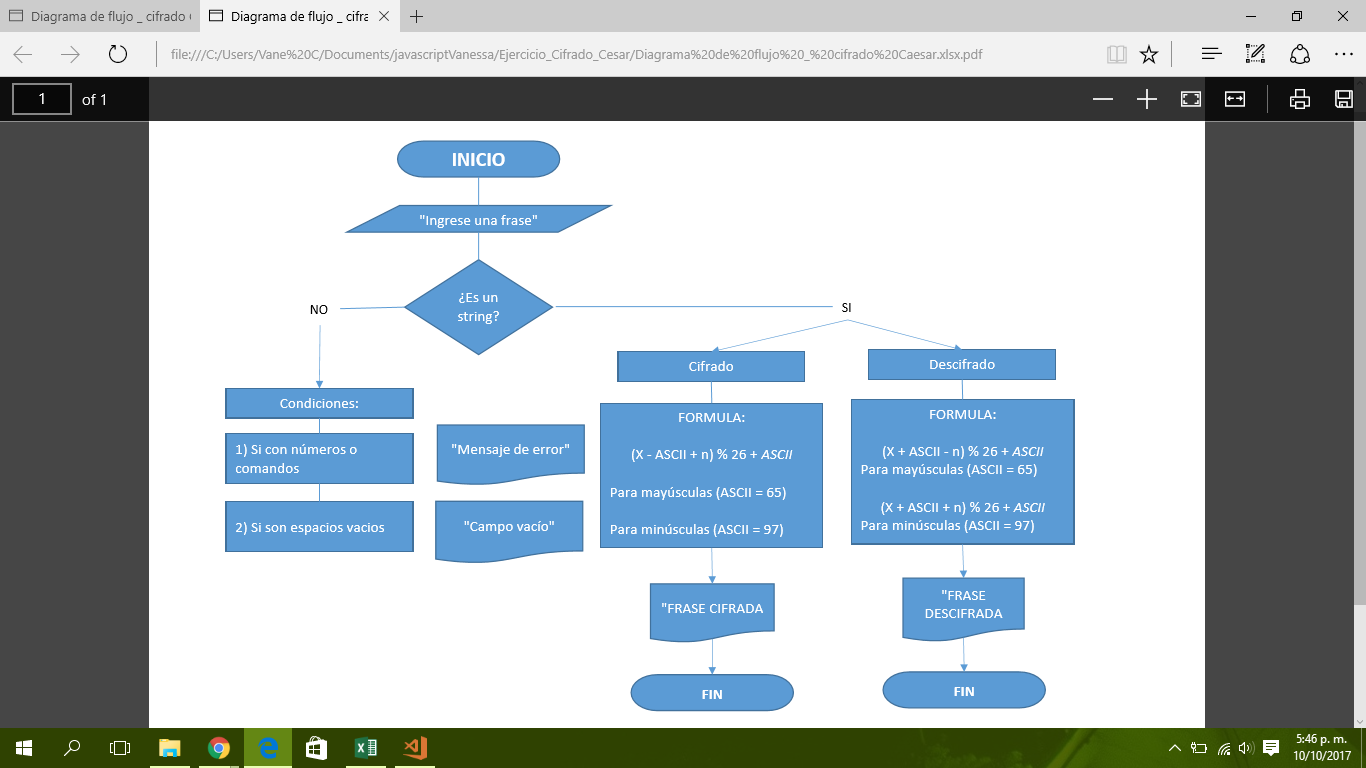 Diagrama de flujo _ cifrado
Diagrama de flujo _ cifra
file:///C:/Users/Vane%20C/Documents/javascriptVanessa/Ejercicio_Cifrado_Cesar/Diagrama%20de%20flujo%20_%20cifrado%20Caesar.xlsx.pdf
1 of 1
INICIO
"Ingrese una frase"
¿Es un
string?
NO
SI
Condiciones:
1) Si con números o
comandos
2) Si son espacios vacios
"Mensaje de error"
"Campo vacío"
Cifrado
FORMULA:
(X - ASCII + n) % 26 + ASCII
Para mayúsculas (ASCII = 65)
Para minúsculas (ASCII = 97)
"FRASE CIFRADA
FIN
Descifrado
FORMULA:
(X + ASCII - n) % 26 + ASCII
Para mayúsculas (ASCII = 65)
(X + ASCII + n) % 26 + ASCII
Para minúsculas (ASCII = 97)
"FRASE
DESCIFRADA
FIN
5:46 p. m.
10/10/2017